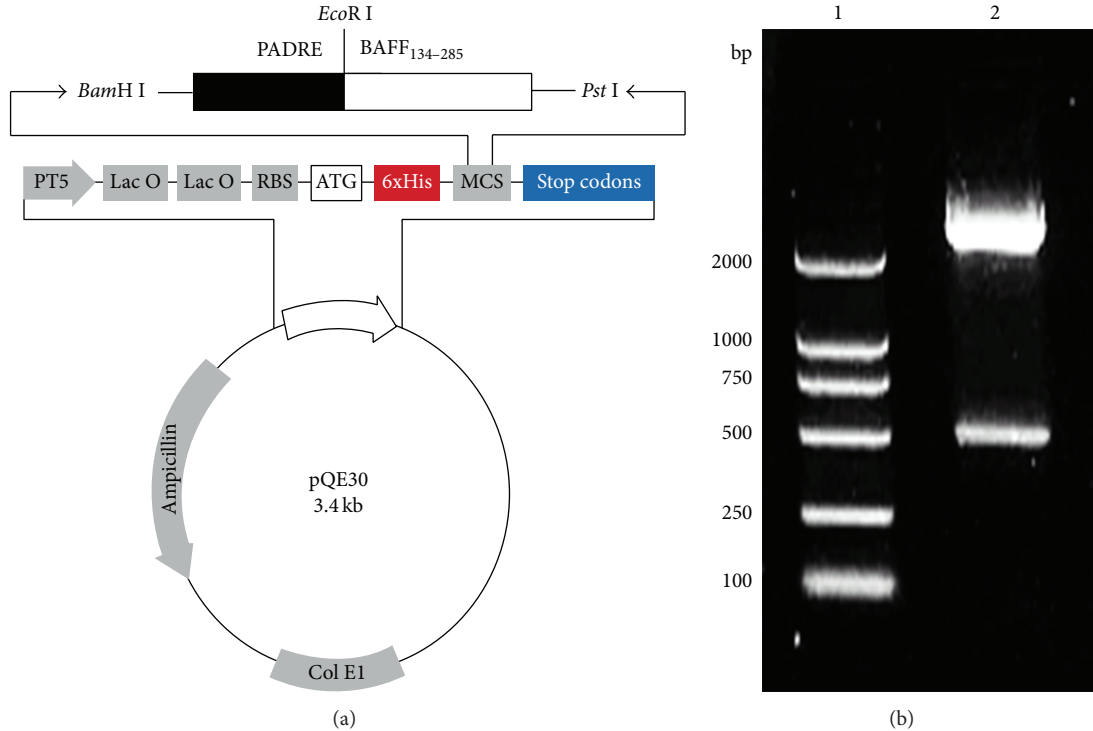 EcoR I
PADRE BAFF134–285
BamH I Pst I
PT5 Lac O Lac O RBS ATG 6xHis MCS Stop codons
Ampicillin
pQE30
3.4 kb
Col E1
(a)
1 2
bp
2000
1000
750
500
250
100
(b)